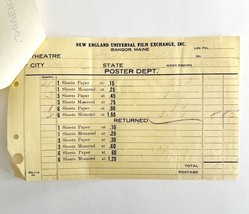 NEW ENGLAND UNIVERSAL FILM EXCHANGE, INC.
BANGOR, MAINE
THEATRE
CITY STATE WEEK ENDING
POSTER DEPT.
1 Sheets Paper at .15
1 Sheets Mounted at .25
3 Sheets Paper at .45
3 Sheets Mounted at .75
6 Sheets Paper at .90
6 Sheets Mounted at 1.50
RETURNED
1 Sheets Paper at .10
1 Sheets Mounted at .20
3 Sheets Paper at .30
3 Sheets Mounted at .60
6 Sheets Paper at .60
6 Sheets Mounted at 1.20
TOTAL
POSTAGE